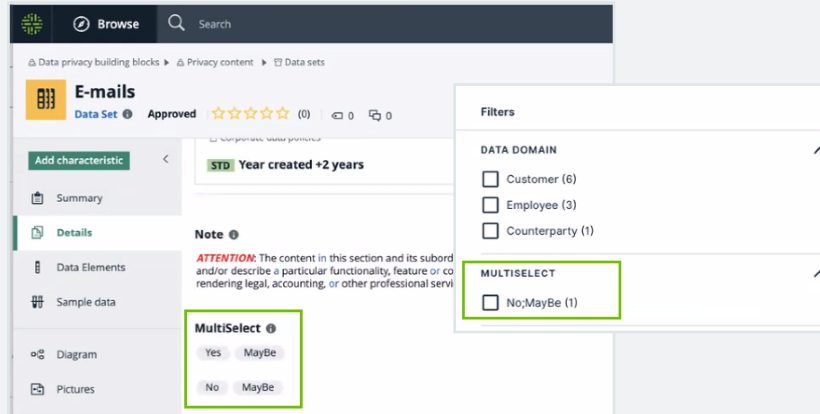 Browse
Search
Data privacy building blocks
Privacy content
Data sets
E-mails
Data Set
Approved
(0)
0
0
Corporate data policies
STD Year created +2 years
Add characteristic
Summary
Details
Data Elements
Sample data
Diagram
Pictures
Note
ATTENTION: The content in this section and its subord
and/or describe a particular functionality, feature or co
rendering legal, accounting, or other professional servi
MultiSelect
Yes MayBe
No MayBe
Filters
DATA DOMAIN
Customer (6)
Employee (3)
Counterparty (1)
MULTISELECT
No;MayBe (1)